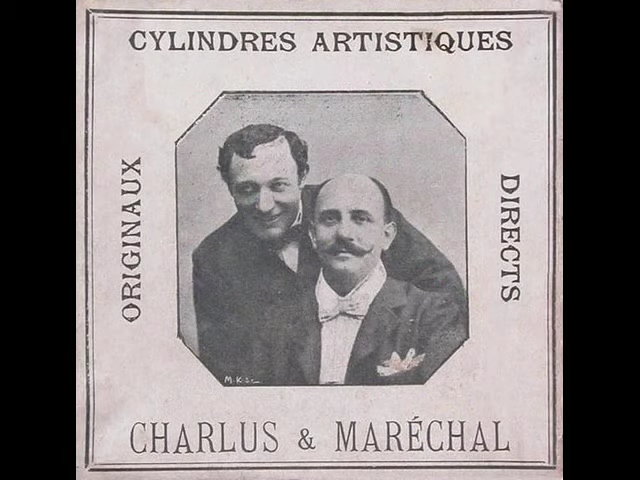 CYLINDRES ARTISTIQUES
ORIGINAUX
DIRECTS
CHARLUS & MARÉCHAL